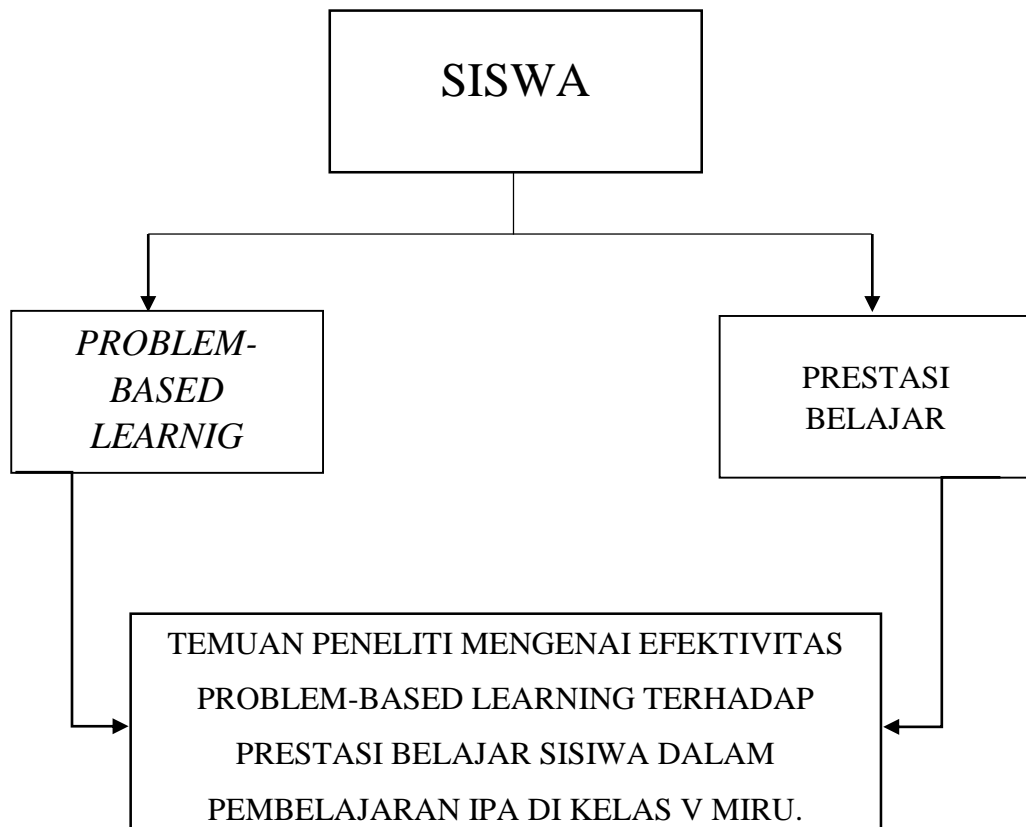 SISWA
PROBLEM-
BASED
LEARNIG
PRESTASI
BELAJAR
TEMUAN PENELITI MENGENAI EFEKTIVITAS
PROBLEM-BASED LEARNING TERHADAP
PRESTASI BELAJAR SISIWA DALAM
PEMBELAJARAN IPA DI KELAS V MIRU.